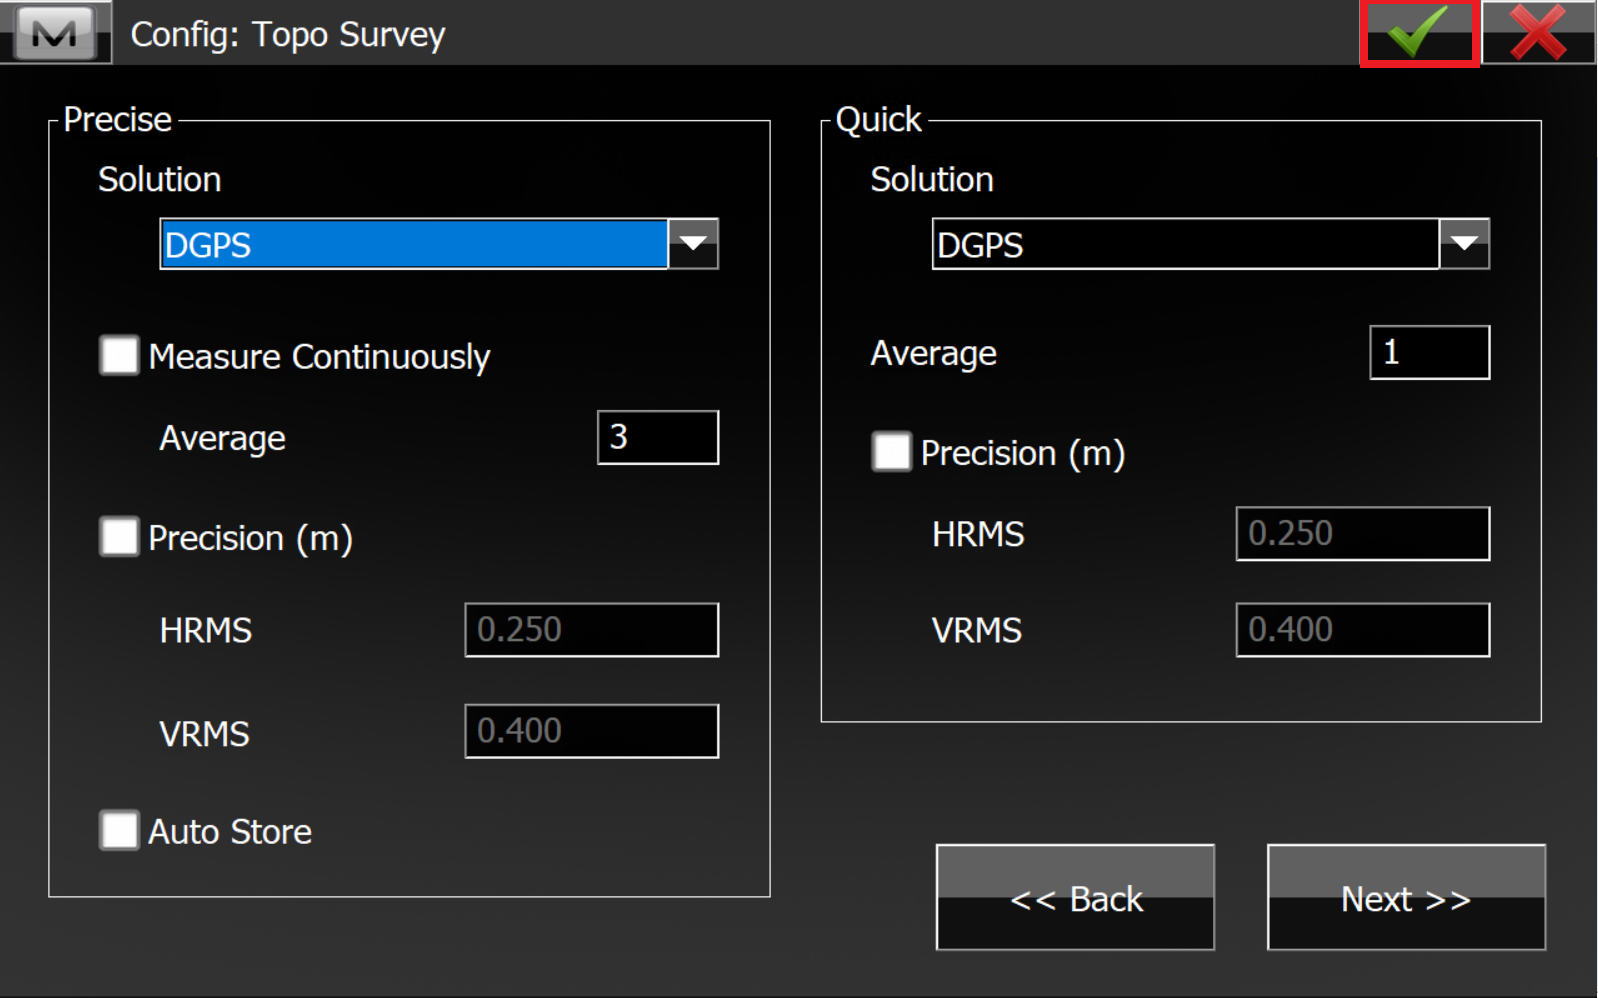 Config: Topo Survey
Precise
Solution
DGPS
Measure Continuously
Average 3
Precision (m)
HRMS 0.250
VRMS 0.400
Auto Store
Quick
Solution
DGPS
Average 1
Precision (m)
HRMS 0.250
VRMS 0.400
<< Back
Next >>